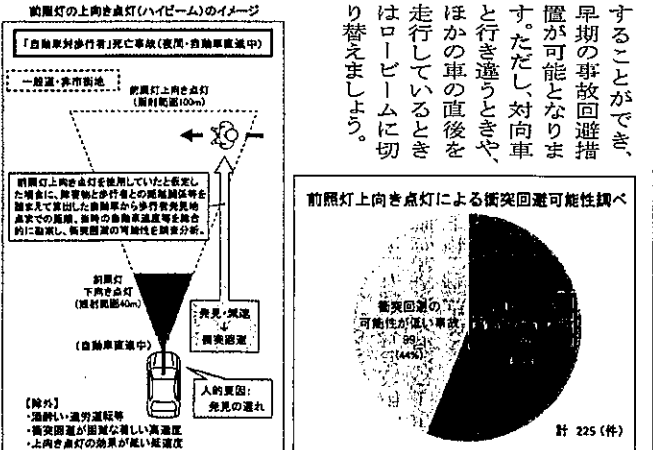 することができ、
早期の事故回避措
置が可能となりま
す。ただし、対向車
と行き違うときや、
ほかの車の直後を
走行しているとき
はロービームに切
り替えましょう。
前照灯の上向き点灯(ハイビーム)のイメージ
「自動車対歩行者」死亡事故(夜間・自動車直進中)
一般道・非市街地
前照灯上向き点灯
(照射範囲100m)
前照灯上向き点灯を使用していたと仮定し
た場合に、障害物と歩行者との距離関係等を
踏まえて算出した自動車から歩行者発見地
点までの距離、当時の自動車速度等を総合
的に勘案し、衝突回避の可能性を調査分析。
前照灯
下向き点灯
(照射範囲40m)
発見・減速
↓
衝突回避
(自動車直進中)
人的要因:
発見の遅れ
【除外】
・酒酔い・過労運転等
・衝突回避が困難な著しい高速度
・上向き点灯の効果が低い低速度
前照灯上向き点灯による衝突回避可能性調べ
衝突回避の
可能性が低い事故
99
(44%)
計 225(件)